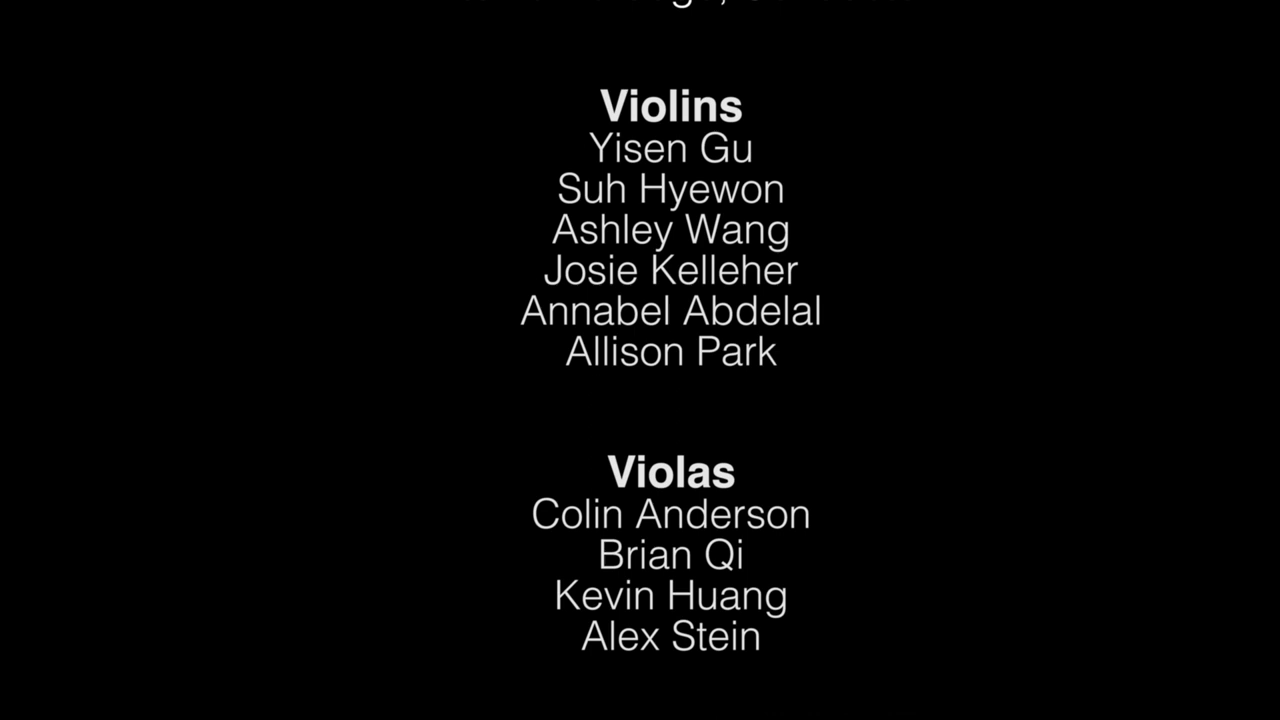 Violins
Yisen Gu
Suh Hyewon
Ashley Wang
Josie Kelleher
Annabel Abdelal
Allison Park
Violas
Colin Anderson
Brian Qi
Kevin Huang
Alex Stein